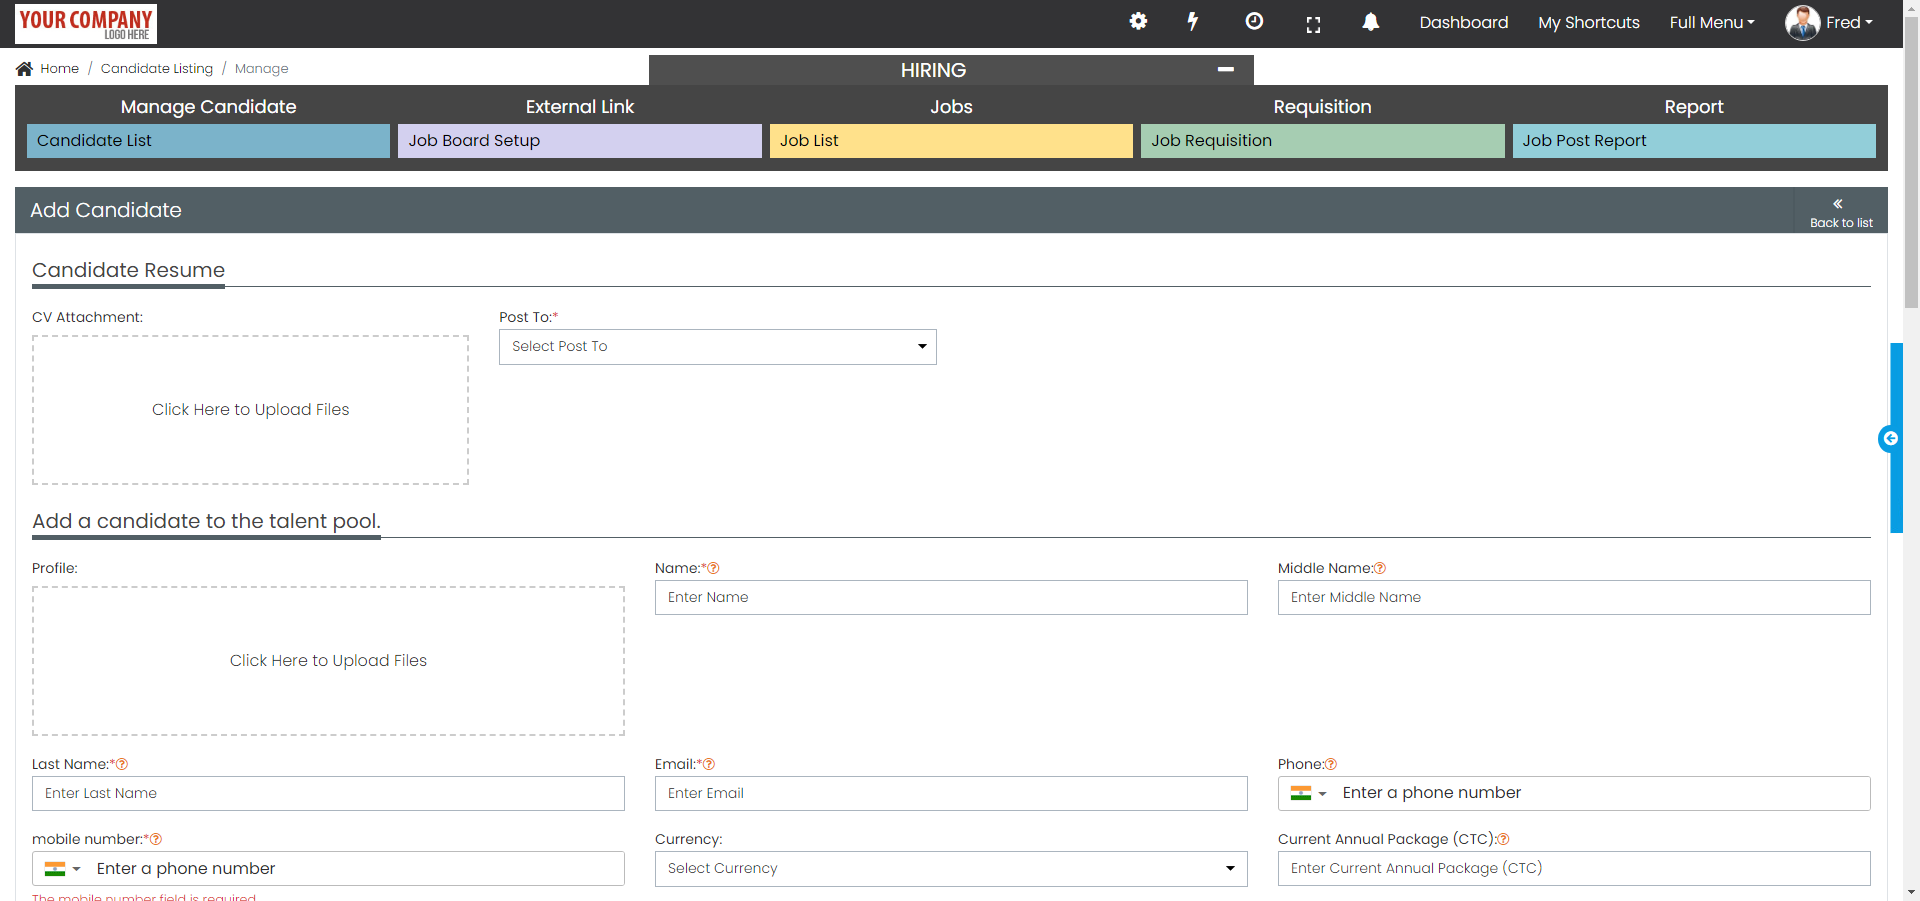 YOUR COMPANY
LOGO HERE
Dashboard
My Shortcuts
Full Menu
Fred
Home / Candidate Listing / Manage
HIRING
Manage Candidate
External Link
Jobs
Requisition
Report
Candidate List
Job Board Setup
Job List
Job Requisition
Job Post Report
Add Candidate
Back to list
Candidate Resume
CV Attachment:
Post To:*
Click Here to Upload Files
Select Post To
Add a candidate to the talent pool.
Profile:
Name:*
Middle Name:
Click Here to Upload Files
Enter Name
Enter Middle Name
Last Name:*
Email:*
Phone:
Enter Last Name
Enter Email
Enter a phone number
mobile number:*
Currency:
Current Annual Package (CTC):
Enter a phone number
Select Currency
Enter Current Annual Package (CTC)
The mobile number field is required